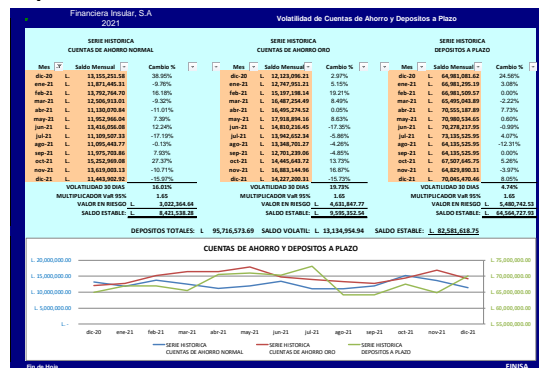 Financiera Insular, S.A
2021
Volatilidad de Cuentas de Ahorro y Depositos a Plazo
SERIE HISTORICA SERIE HISTORICA SERIE HISTORICA
CUENTAS DE AHORRO NORMAL CUENTAS DE AHORRO ORO DEPOSITOS A PLAZO
Mes Saldo Mensual Cambio % Mes Saldo Mensual Cambio % Mes Saldo Mensual Cambio %
dic-20 L. 13,155,251.58 38.95% dic-20 L. 12,123,096.21 2.97% dic-20 L. 64,981,081.62 24.56%
ene-21 L. 11,871,445.31 -9.76% ene-21 L. 12,747,951.21 5.15% ene-21 L. 66,981,295.19 3.08%
feb-21 L. 13,792,764.70 16.18% feb-21 L. 15,197,198.14 19.21% feb-21 L. 66,981,509.57 0.00%
mar-21 L. 12,506,913.01 -9.32% mar-21 L. 16,487,254.49 8.49% mar-21 L. 65,495,043.89 -2.22%
abr-21 L. 11,130,070.84 -11.01% abr-21 L. 16,495,274.52 0.05% abr-21 L. 70,555,187.89 7.73%
may-21 L. 11,952,966.04 7.39% may-21 L. 17,918,894.16 8.63% may-21 L. 70,980,534.65 0.60%
jun-21 L. 13,416,056.08 12.24% jun-21 L. 14,810,216.45 -17.35% jun-21 L. 70,278,217.95 -0.99%
jul-21 L. 11,109,507.33 -17.19% jul-21 L. 13,942,652.34 -5.86% jul-21 L. 73,135,525.95 4.07%
ago-21 L. 11,095,443.77 -0.13% ago-21 L. 13,348,701.27 -4.26% ago-21 L. 64,135,525.95 -12.31%
sep-21 L. 11,975,703.86 7.93% sep-21 L. 12,701,239.06 -4.85% sep-21 L. 64,135,525.95 0.00%
oct-21 L. 15,252,969.08 27.37% oct-21 L. 14,445,643.72 13.73% oct-21 L. 67,507,645.75 5.26%
nov-21 L. 13,619,003.13 -10.71% nov-21 L. 16,883,144.96 16.87% nov-21 L. 64,829,890.31 -3.97%
dic-21 L. 11,443,902.92 -15.97% dic-21 L. 14,227,200.31 -15.73% dic-21 L. 70,045,470.46 8.05%
VOLATILIDAD 30 DIAS 16.01% VOLATILIDAD 30 DIAS 19.73% VOLATILIDAD 30 DIAS 4.74%
MULTIPLICADOR VaR 95% 1.65 MULTIPLICADOR VaR 95% 1.65 MULTIPLICADOR VaR 95% 1.65
VALOR EN RIESGO L. 3,022,364.64 VALOR EN RIESGO L. 4,631,847.77 VALOR EN RIESGO L. 5,480,742.53
SALDO ESTABLE: L. 8,421,538.28 SALDO ESTABLE: L. 9,595,352.54 SALDO ESTABLE: L. 64,564,727.93
DEPOSITOS TOTALES: L 95,716,573.69 SALDO VOLATIL: L 13,134,954.94 SALDO ESTABLE: L 82,581,618.75
CUENTAS DE AHORRO Y DEPOSITOS A PLAZO
L. 20,000,000.00 L. 75,000,000.00
L. 15,000,000.00 L. 70,000,000.00
L. 10,000,000.00 L. 65,000,000.00
L. 5,000,000.00 L. 60,000,000.00
L. - L. 55,000,000.00
dic-20 ene-21 feb-21 mar-21 abr-21 may-21 jun-21 jul-21 ago-21 sep-21 oct-21 nov-21 dic-21
SERIE HISTORICA SERIE HISTORICA SERIE HISTORICA
CUENTAS DE AHORRO NORMAL CUENTAS DE AHORRO ORO DEPOSITOS A PLAZO
Fin de Hoja FINISA